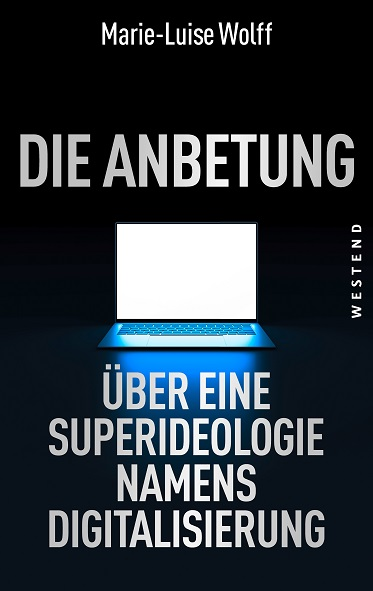 Marie-Luise Wolff
DIE ANBETUNG
WESTEND
ÜBER EINE
SUPERIDEOLOGIE
NAMENS
DIGITALISIERUNG